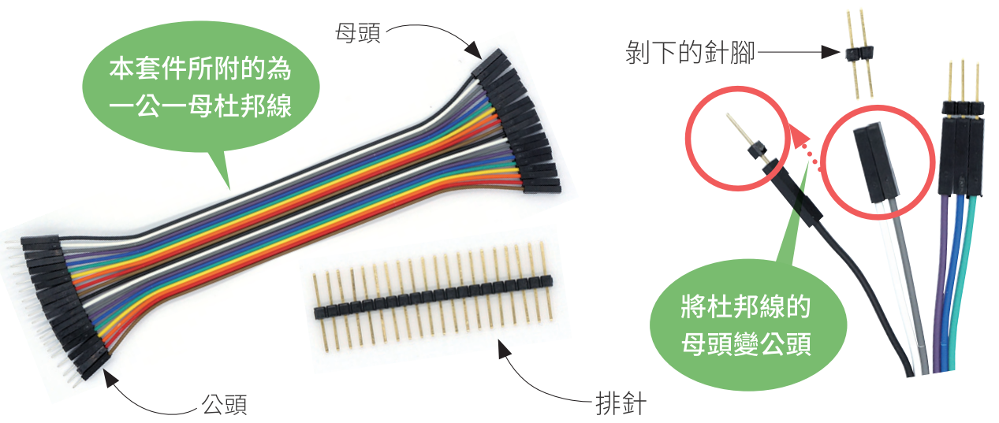 本套件所附的為
一公一母杜邦線
母頭
公頭
排針
剝下的針腳
將杜邦線的
母頭變公頭